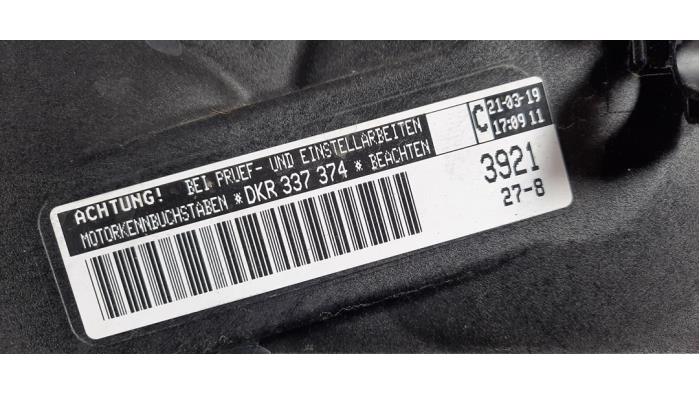 ACHTUNG! BEI PRUEF- UND EINSTELLARBEITEN
MOTORKENNBUCHSTABEN *DKR 337 374* BEACHTEN
C
21-03-19
17:09 11
3921
27-8